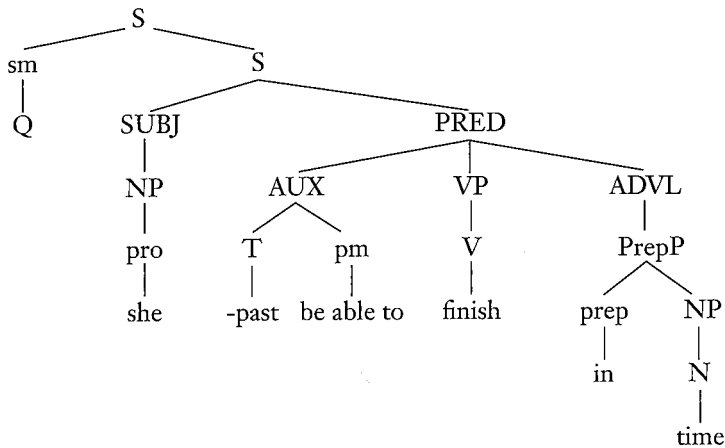 S
sm S
Q SUBJ PRED
NP AUX VP ADVL
pro T pm V PrepP
she -past be able to finish prep NP
in N
time